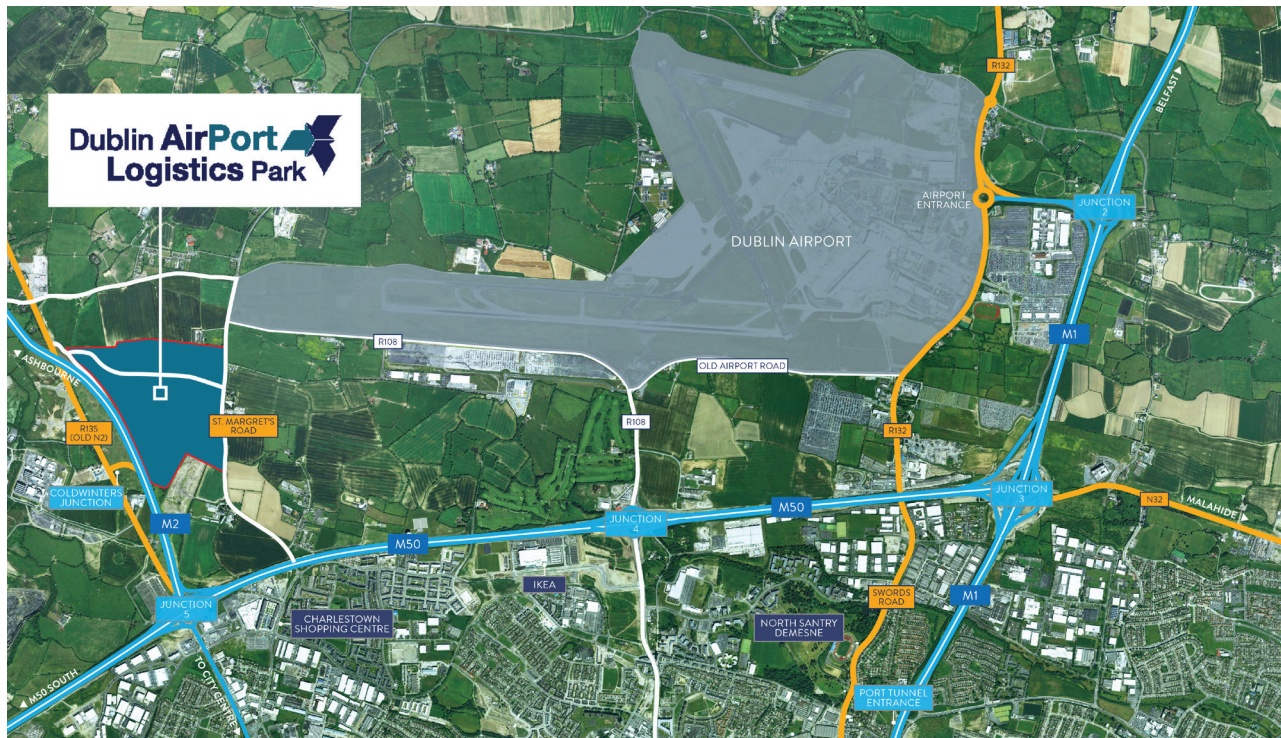 R132
BELFAST
Dublin AirPort
Logistics Park
AIRPORT
ENTRANCE
JUNCTION
2
DUBLIN AIRPORT
M1
R108
ASHBOURNE
OLD AIRPORT ROAD
ST. MARGRET'S
ROAD
R135
(OLD N2)
R108
R132
COLDWINTERS
JUNCTION
JUNCTION
3
N32
MALAHIDE
M50
M2
JUNCTION
4
M50
IKEA
JUNCTION
5
M1
SWORDS
ROAD
CHARLESTOWN
SHOPPING CENTRE
NORTH SANTRY
DEMESNE
M50 SOUTH
TO CITY CENTRE
PORT TUNNEL
ENTRANCE